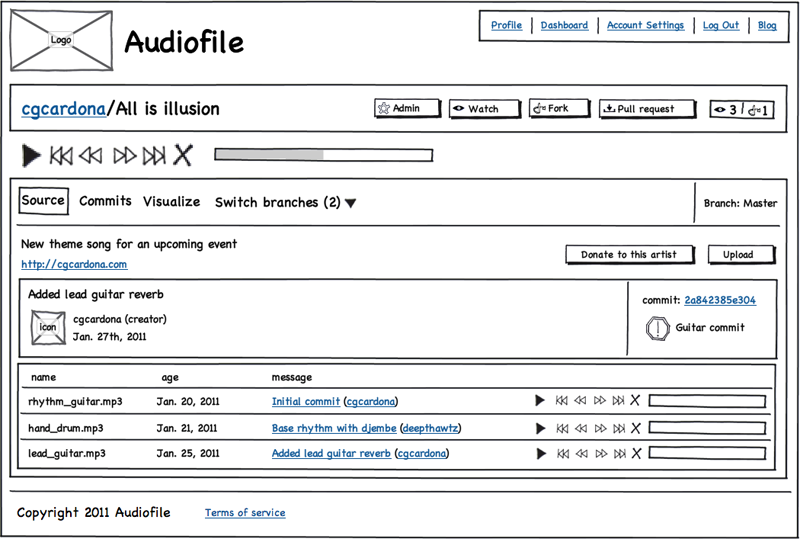 Logo
Audiofile
Profile | Dashboard | Account Settings | Log Out | Blog
cgcardona/All is illusion
Admin
Watch
Fork
Pull request
3 / 1
Source
Commits
Visualize
Switch branches (2)
Branch: Master
New theme song for an upcoming event
http://cgcardona.com
Donate to this artist
Upload
Added lead guitar reverb
icon
cgcardona (creator)
Jan. 27th, 2011
commit: 2a842385e304
Guitar commit
name age message
rhythm_guitar.mp3 Jan. 20, 2011 Initial commit (cgcardona)
hand_drum.mp3 Jan. 21, 2011 Base rhythm with djembe (deepthawtz)
lead_guitar.mp3 Jan. 25, 2011 Added lead guitar reverb (cgcardona)
Copyright 2011 Audiofile
Terms of service